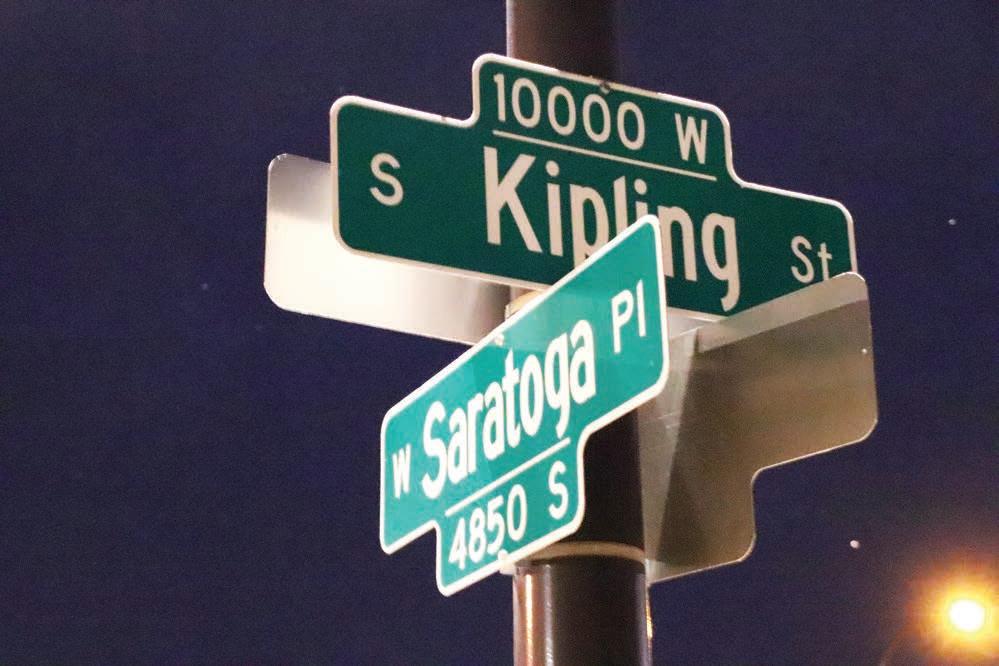 10000 W
S Kipling St
W Saratoga Pl
4850 S